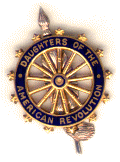 DAUGHTERS OF THE
AMERICAN REVOLUTION